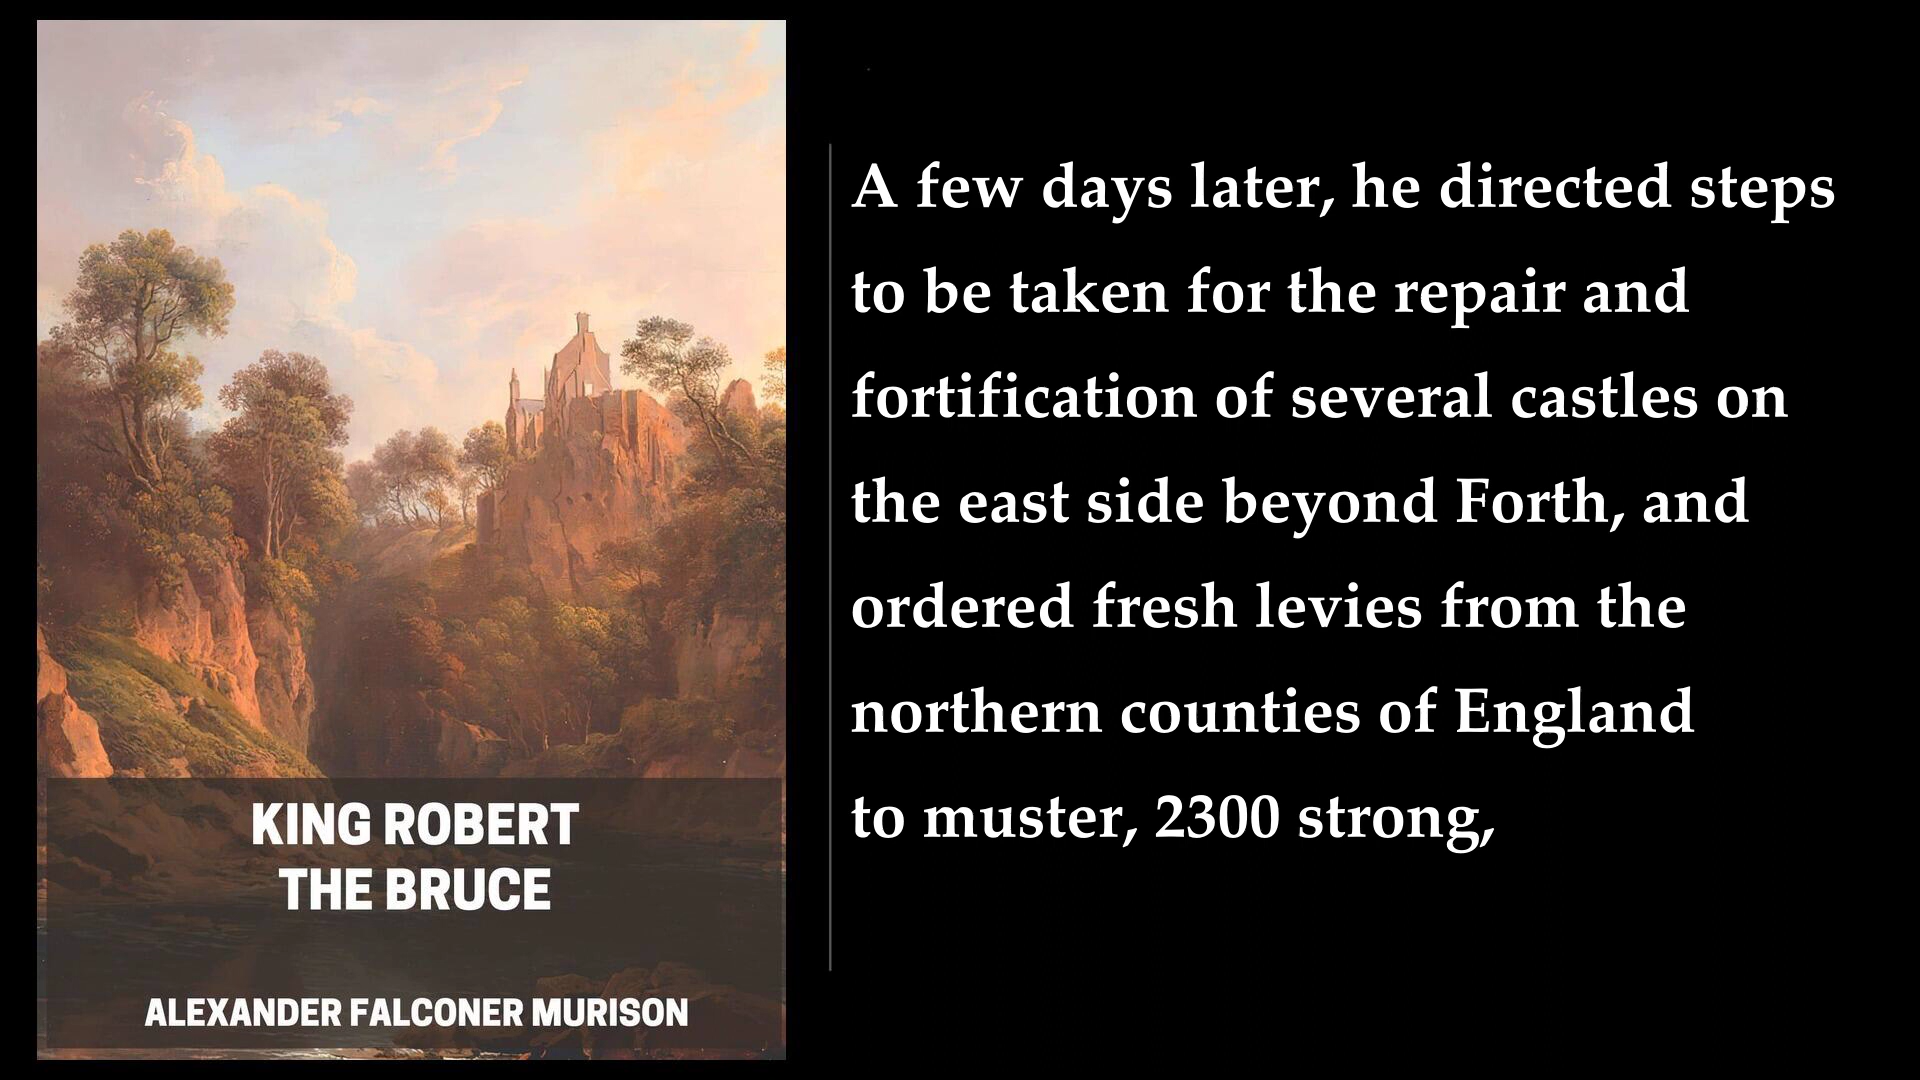 KING ROBERT
THE BRUCE
ALEXANDER FALCONER MURISON
A few days later, he directed steps
to be taken for the repair and
fortification of several castles on
the east side beyond Forth, and
ordered fresh levies from the
northern counties of England
to muster, 2300 strong,